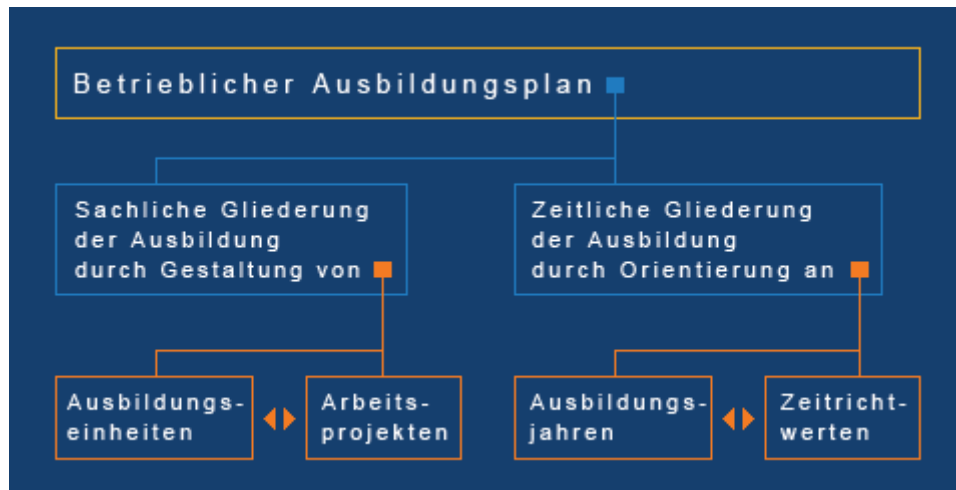 Betrieblicher Ausbildungsplan
Sachliche Gliederung
der Ausbildung
durch Gestaltung von
Zeitliche Gliederung
der Ausbildung
durch Orientierung an
Ausbildungs-
einheiten
Arbeits-
projekten
Ausbildungs-
jahren
Zeitricht-
werten